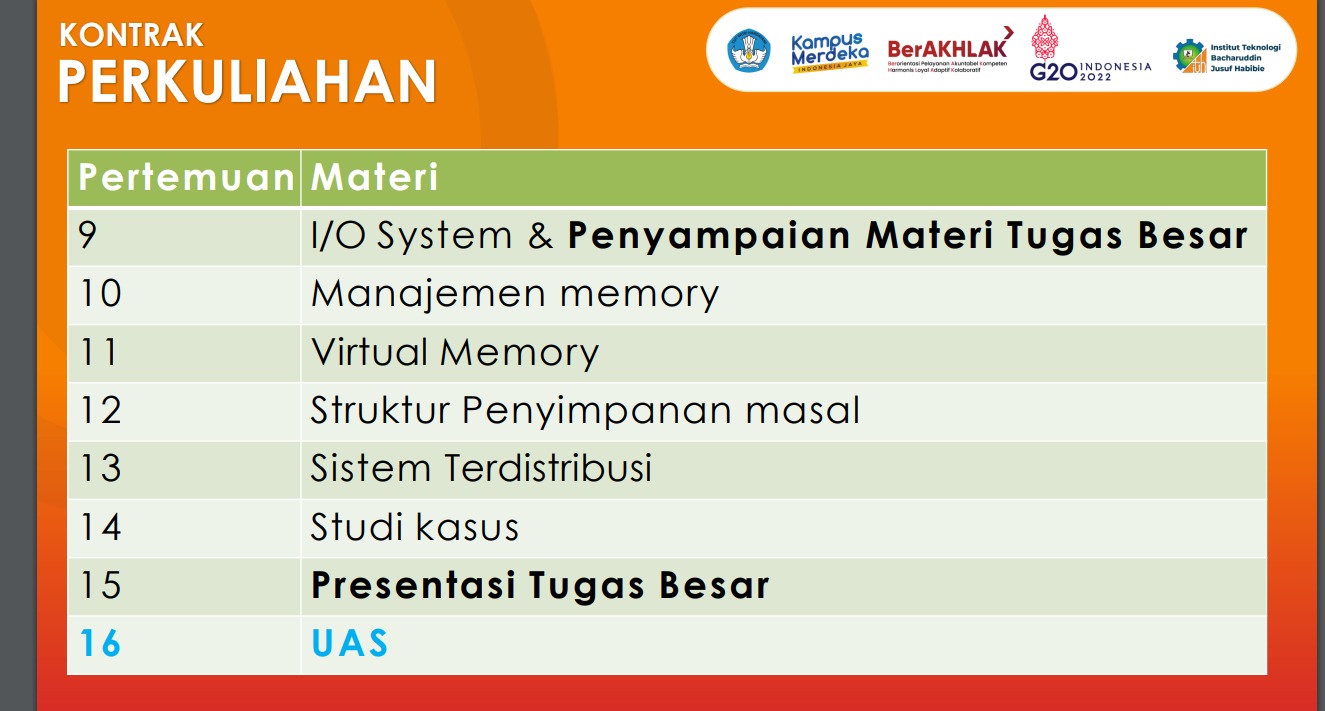 KONTRAK
PERKULIAHAN
Kampus
Merdeka
INDONESIA JAYA
BerAKHLAK
Berorientasi Pelayanan Akuntabel Kompeten
Harmonis Loyal Adaptif Kolaboratif
G20 INDONESIA
2022
Institut Teknologi
Bacharuddin
Jusuf Habibie
Pertemuan Materi
9 I/O System & Penyampaian Materi Tugas Besar
10 Manajemen memory
11 Virtual Memory
12 Struktur Penyimpanan masal
13 Sistem Terdistribusi
14 Studi kasus
15 Presentasi Tugas Besar
16 UAS